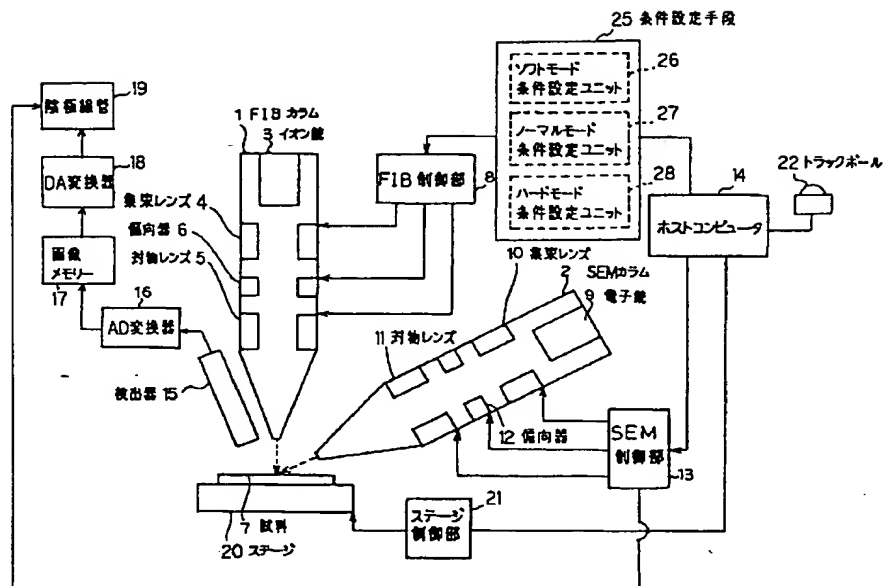 25 条件設定手段
ソフトモード
条件設定ユニット
26
ノーマルモード
条件設定ユニット
27
ハードモード
条件設定ユニット
28
19
陰極線管
18
DA変換器
画像
メモリー
17
16
AD変換器
検出器 15
1 FIB カラム
3 イオン銃
集束レンズ 4
偏向器 6
対物レンズ 5
FIB 制御部
8
14
ホストコンピュータ
22 トラックボール
10 集束レンズ
2
SEMカラム
9 電子銃
11 対物レンズ
12 偏向器
SEM
制御部
13
7 試料
20 ステージ
21
ステージ
制御部